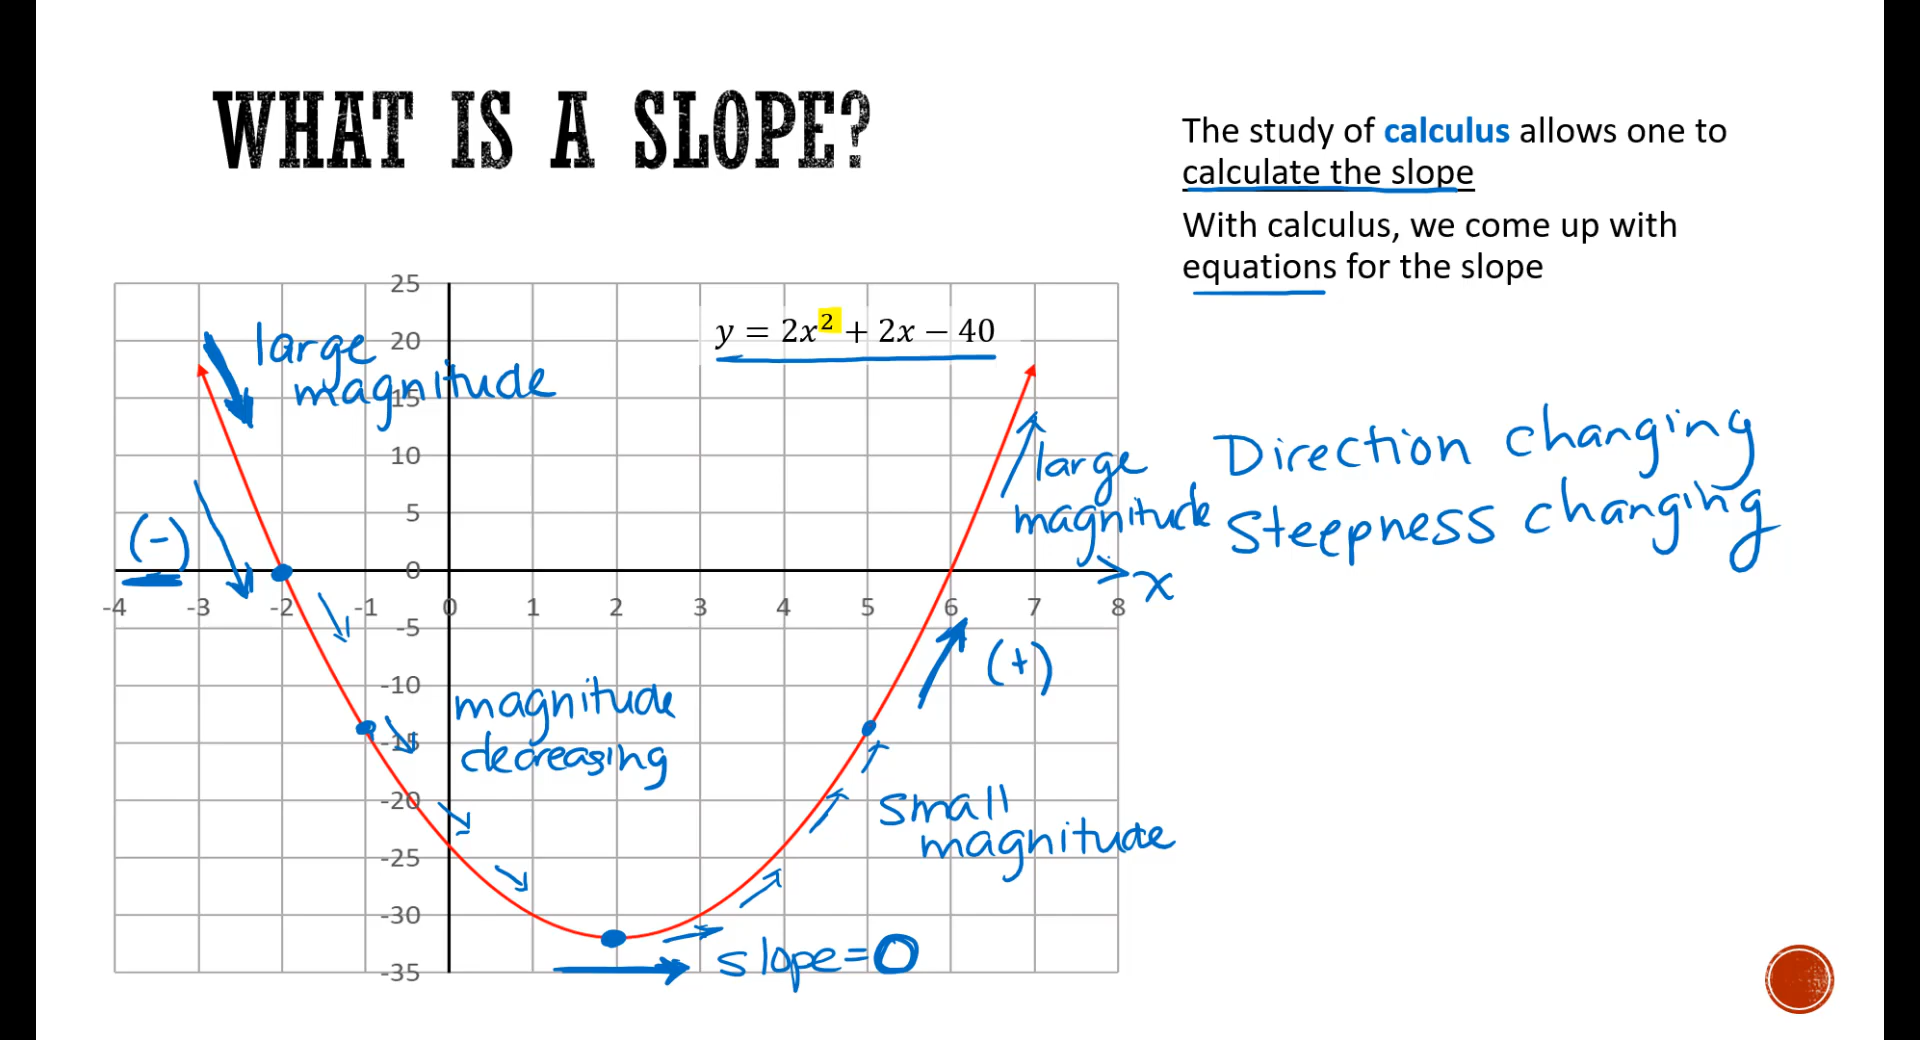 WHAT IS A SLOPE?
The study of calculus allows one to
calculate the slope
With calculus, we come up with
equations for the slope
25
y = 2x² + 2x − 40
large
20
magnitude
15
10
5
0
(-)
large
magnitude
x
Direction changing
Steepness changing
-4 -3 -2 -1 0 1 2 3 4 5 6 7 8
-5
(+)
-10
magnitude
-15
decreasing
-20
small
magnitude
-25
-30
slope=0
-35